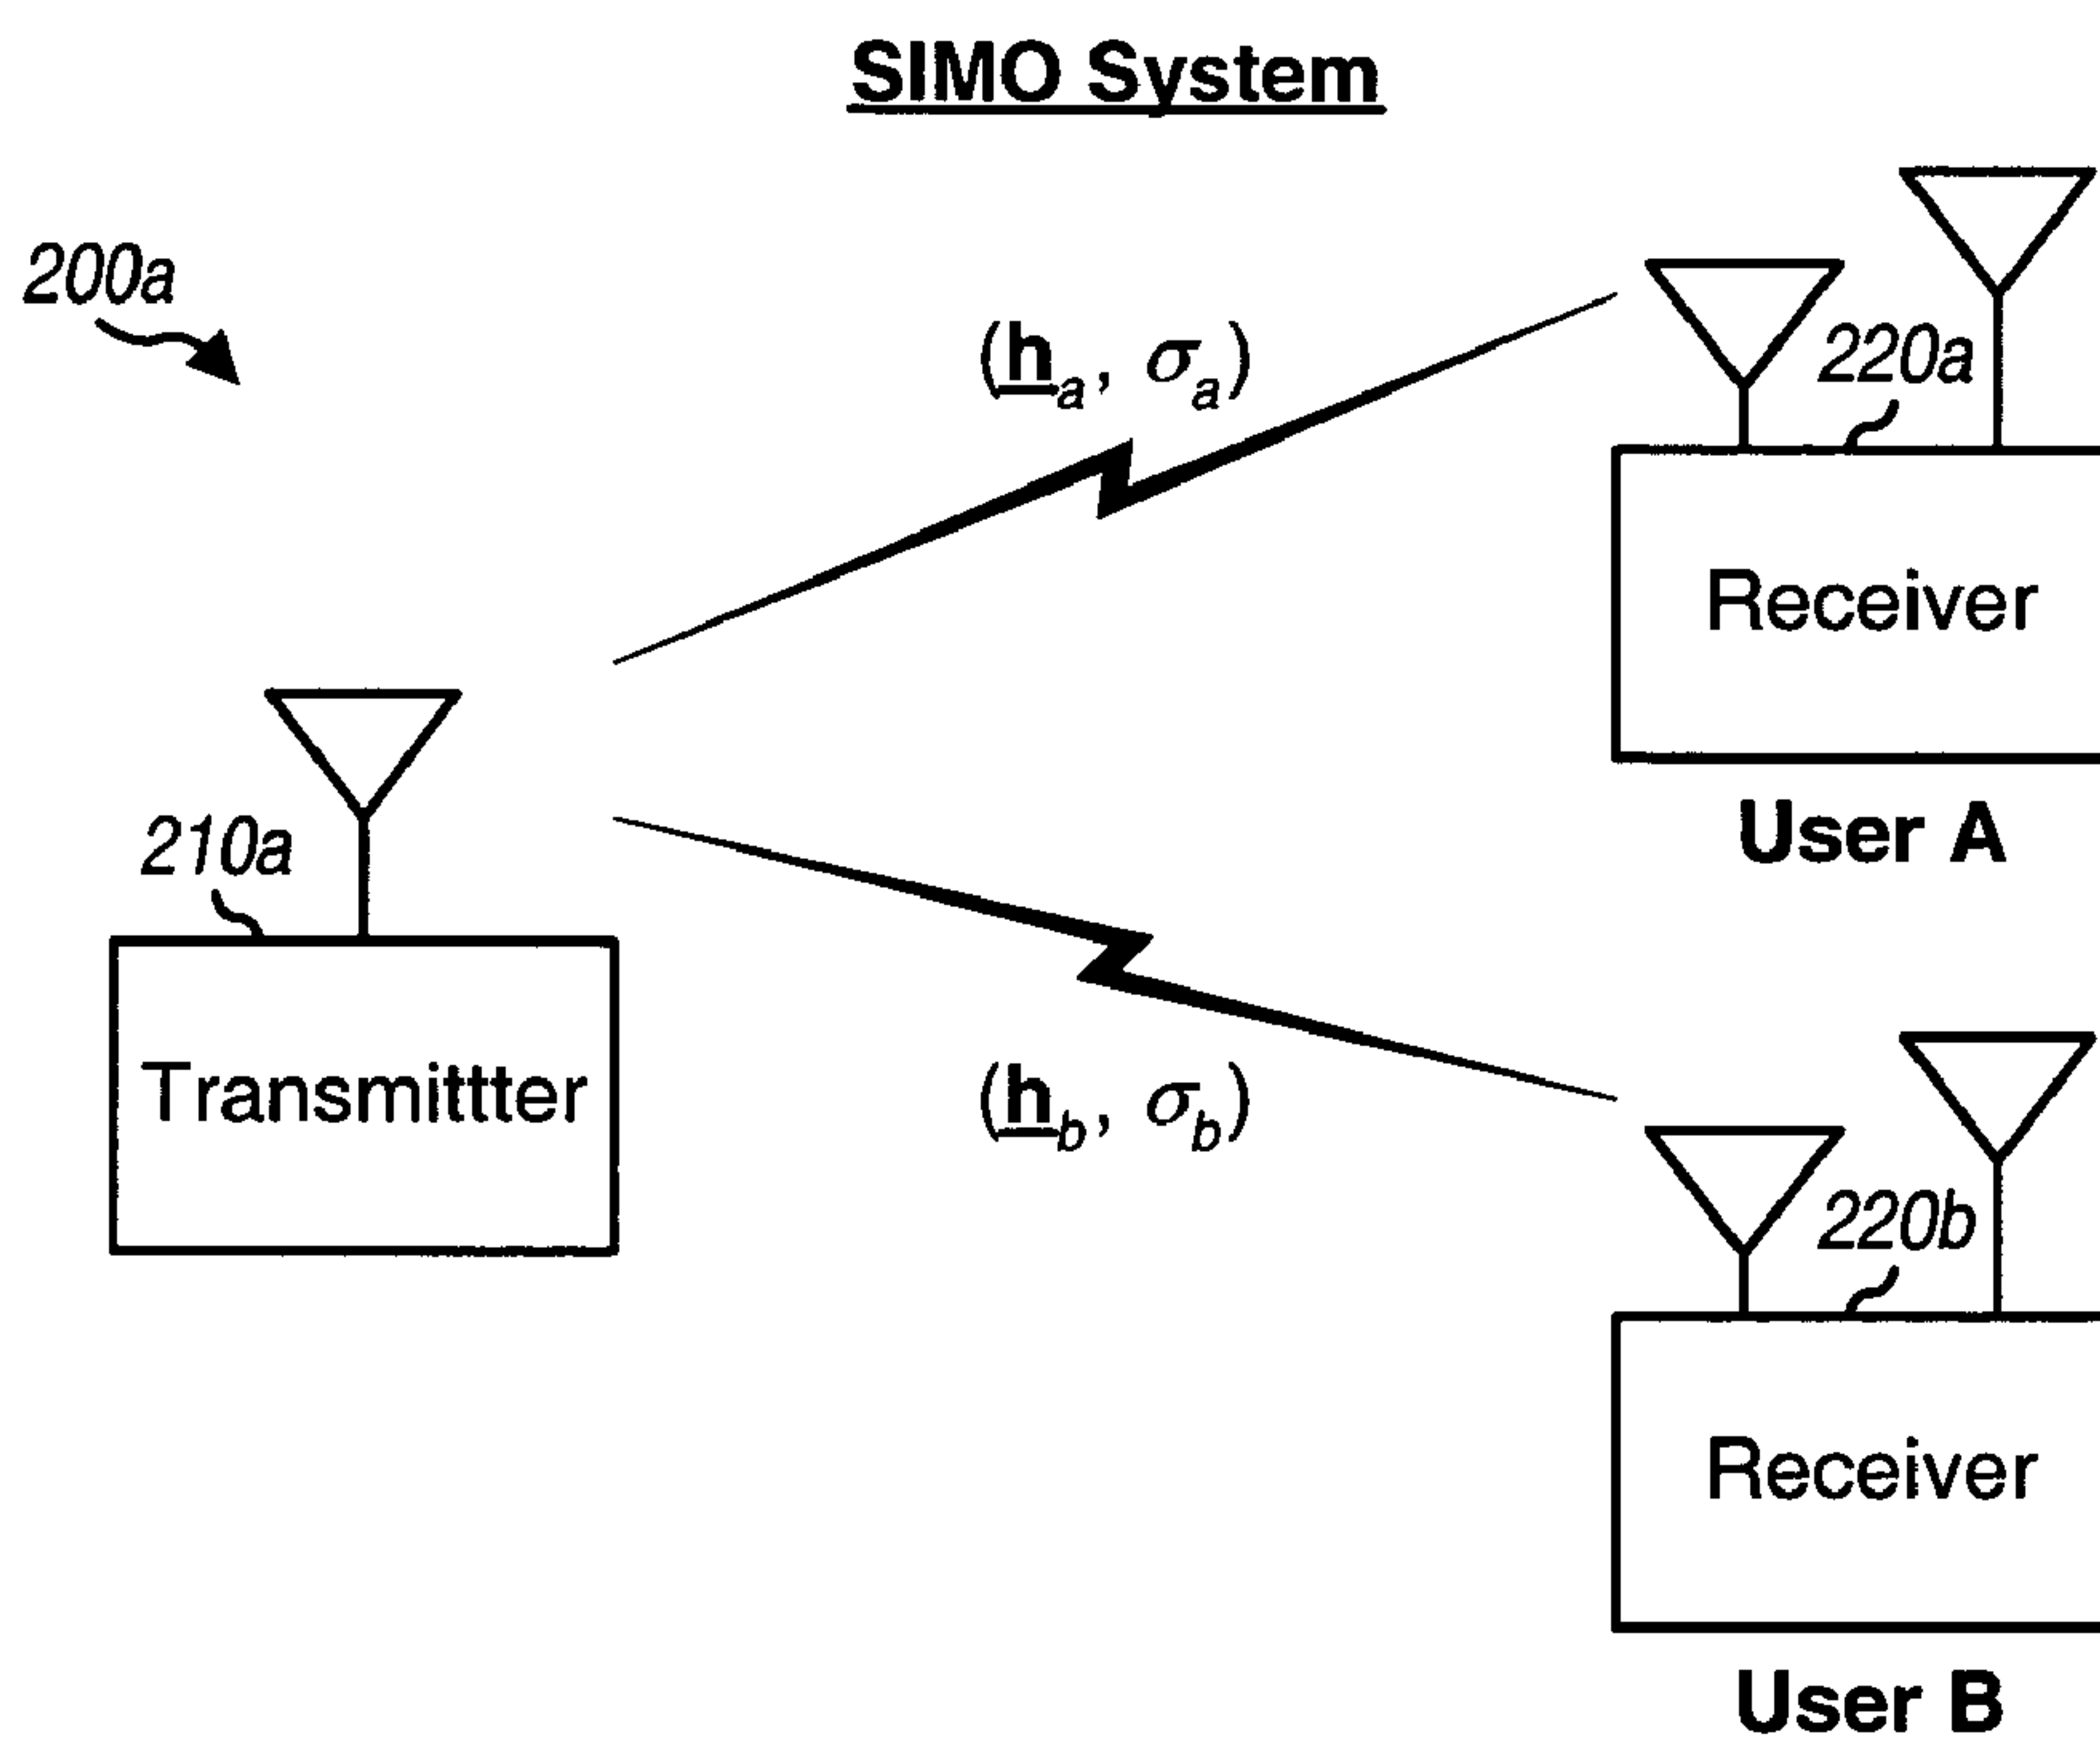 SIMO System
200a
(h_a, σ_a)
220a
Receiver
User A
210a
Transmittter
(h_b, σ_b)
220b
Receiver
User B